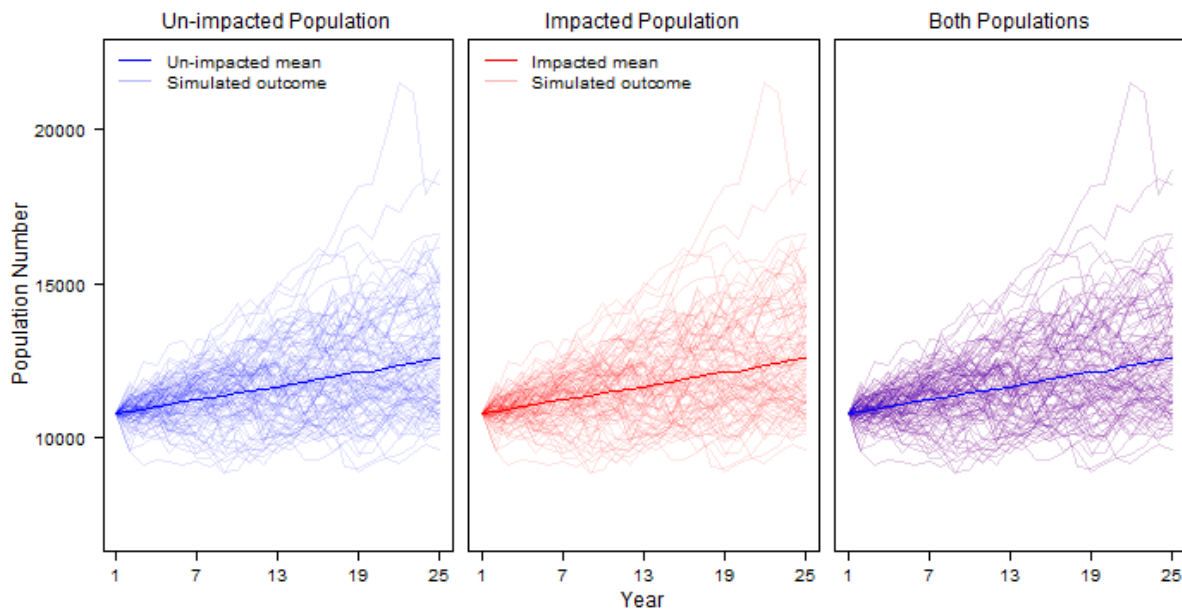 Un-impacted Population
Impacted Population
Both Populations
Un-impacted mean
Simulated outcome
Impacted mean
Simulated outcome
Population Number
20000
15000
10000
1 7 13 19 25
1 7 13 19 25
1 7 13 19 25
Year